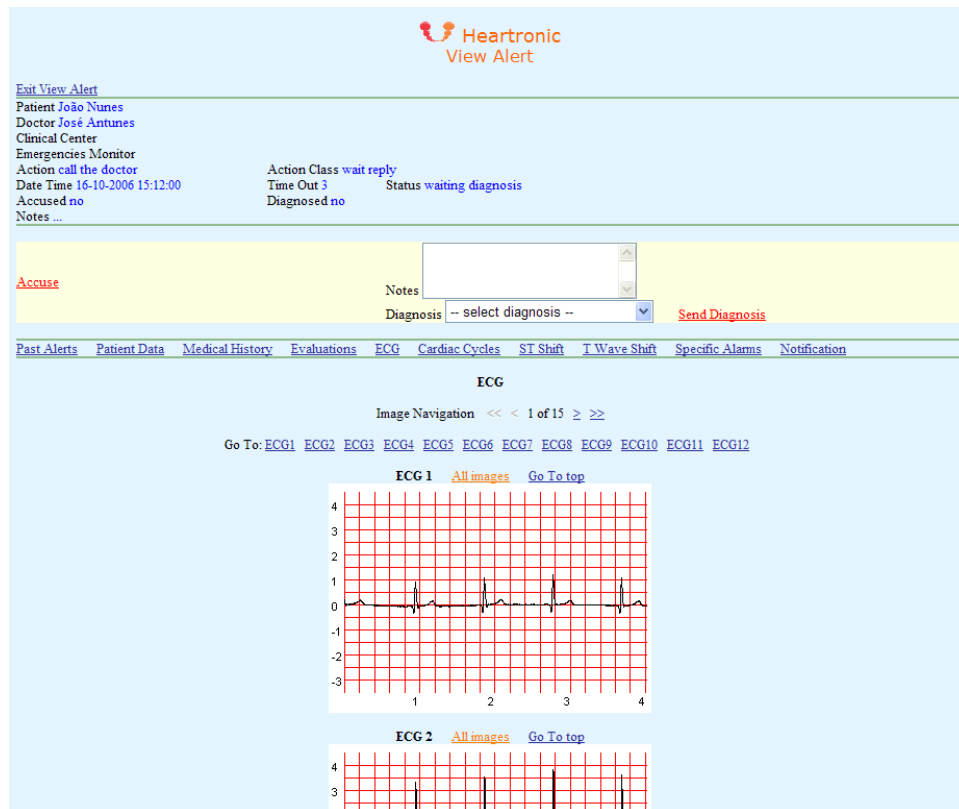 Heartronic
View Alert
Exit View Alert
Patient João Nunes
Doctor José Antunes
Clinical Center
Emergencies Monitor
Action call the doctor Action Class wait reply
Date Time 16-10-2006 15:12:00 Time Out 3 Status waiting diagnosis
Accused no Diagnosed no
Notes ...
Accuse Notes
Diagnosis -- select diagnosis -- Send Diagnosis
Past Alerts Patient Data Medical History Evaluations ECG Cardiac Cycles ST Shift T Wave Shift Specific Alarms Notification
ECG
Image Navigation << < 1 of 15 > >>
Go To: ECG1 ECG2 ECG3 ECG4 ECG5 ECG6 ECG7 ECG8 ECG9 ECG10 ECG11 ECG12
ECG 1 All images Go To top
4
3
2
1
0
-1
-2
-3
1 2 3 4
ECG 2 All images Go To top
4
3